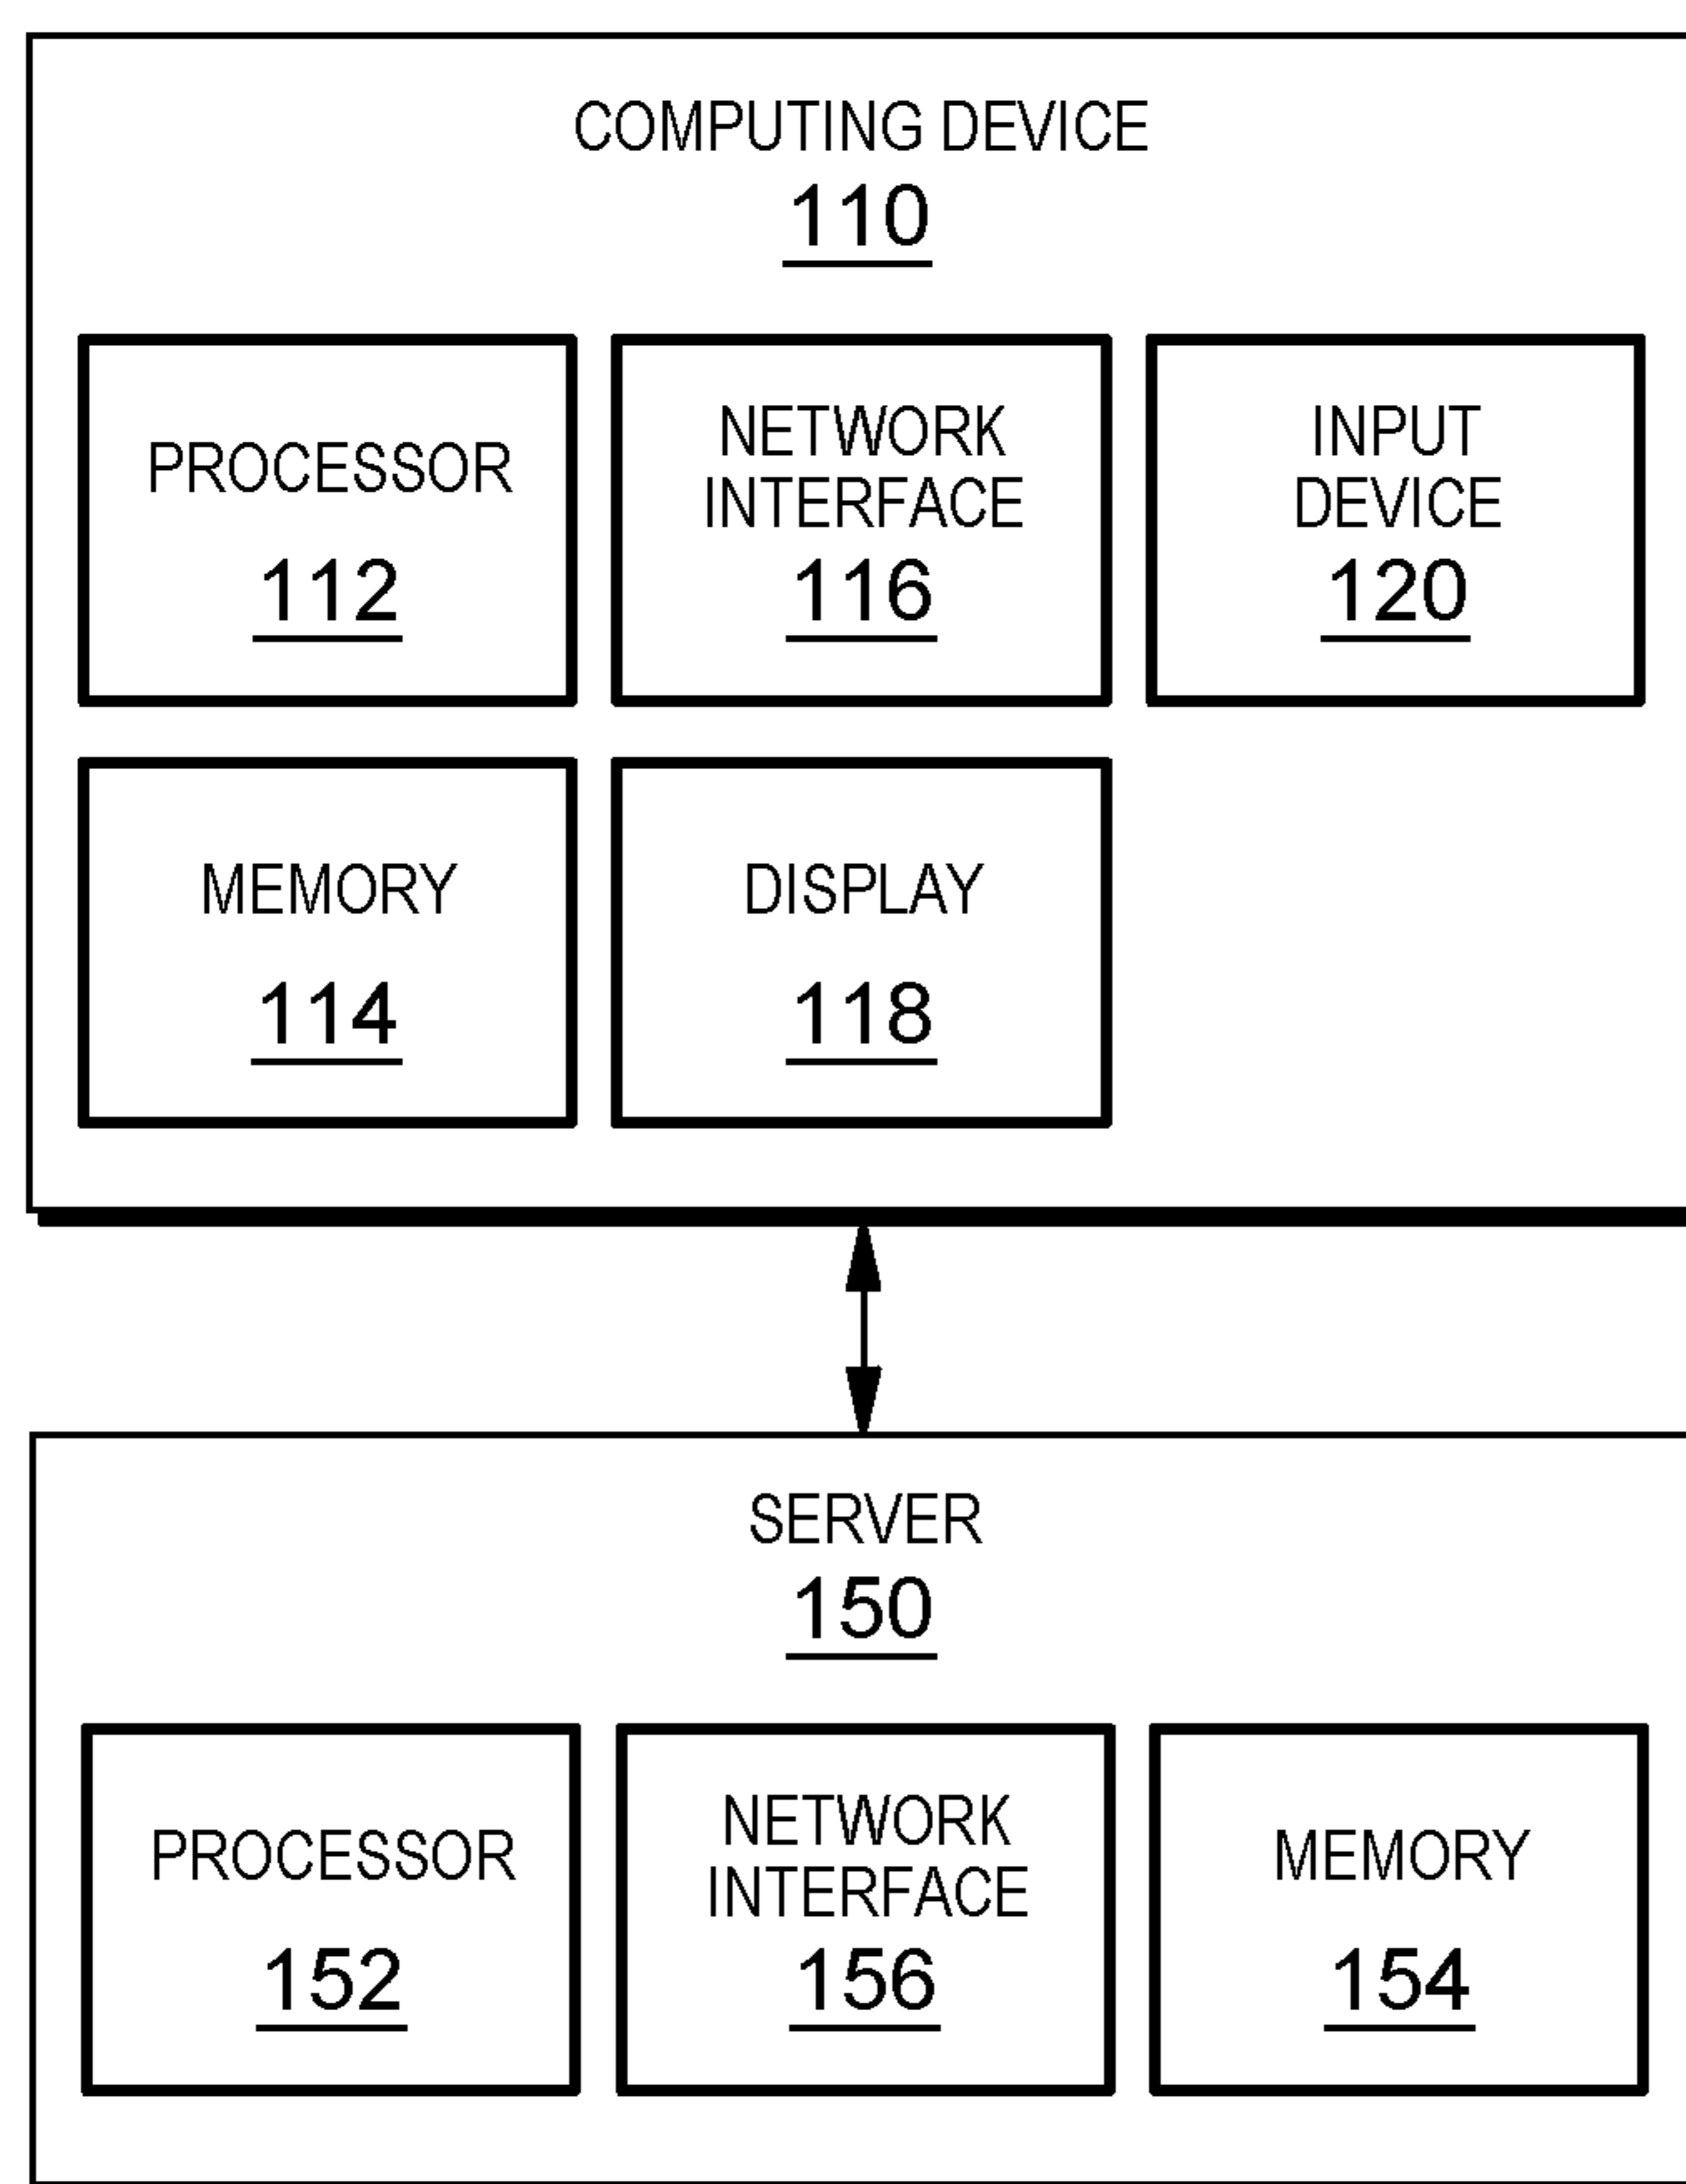 COMPUTING DEVICE
110
PROCESSOR
112
NETWORK
INTERFACE
116
INPUT
DEVICE
120
MEMORY
114
DISPLAY
118
SERVER
150
PROCESSOR
152
NETWORK
INTERFACE
156
MEMORY
154